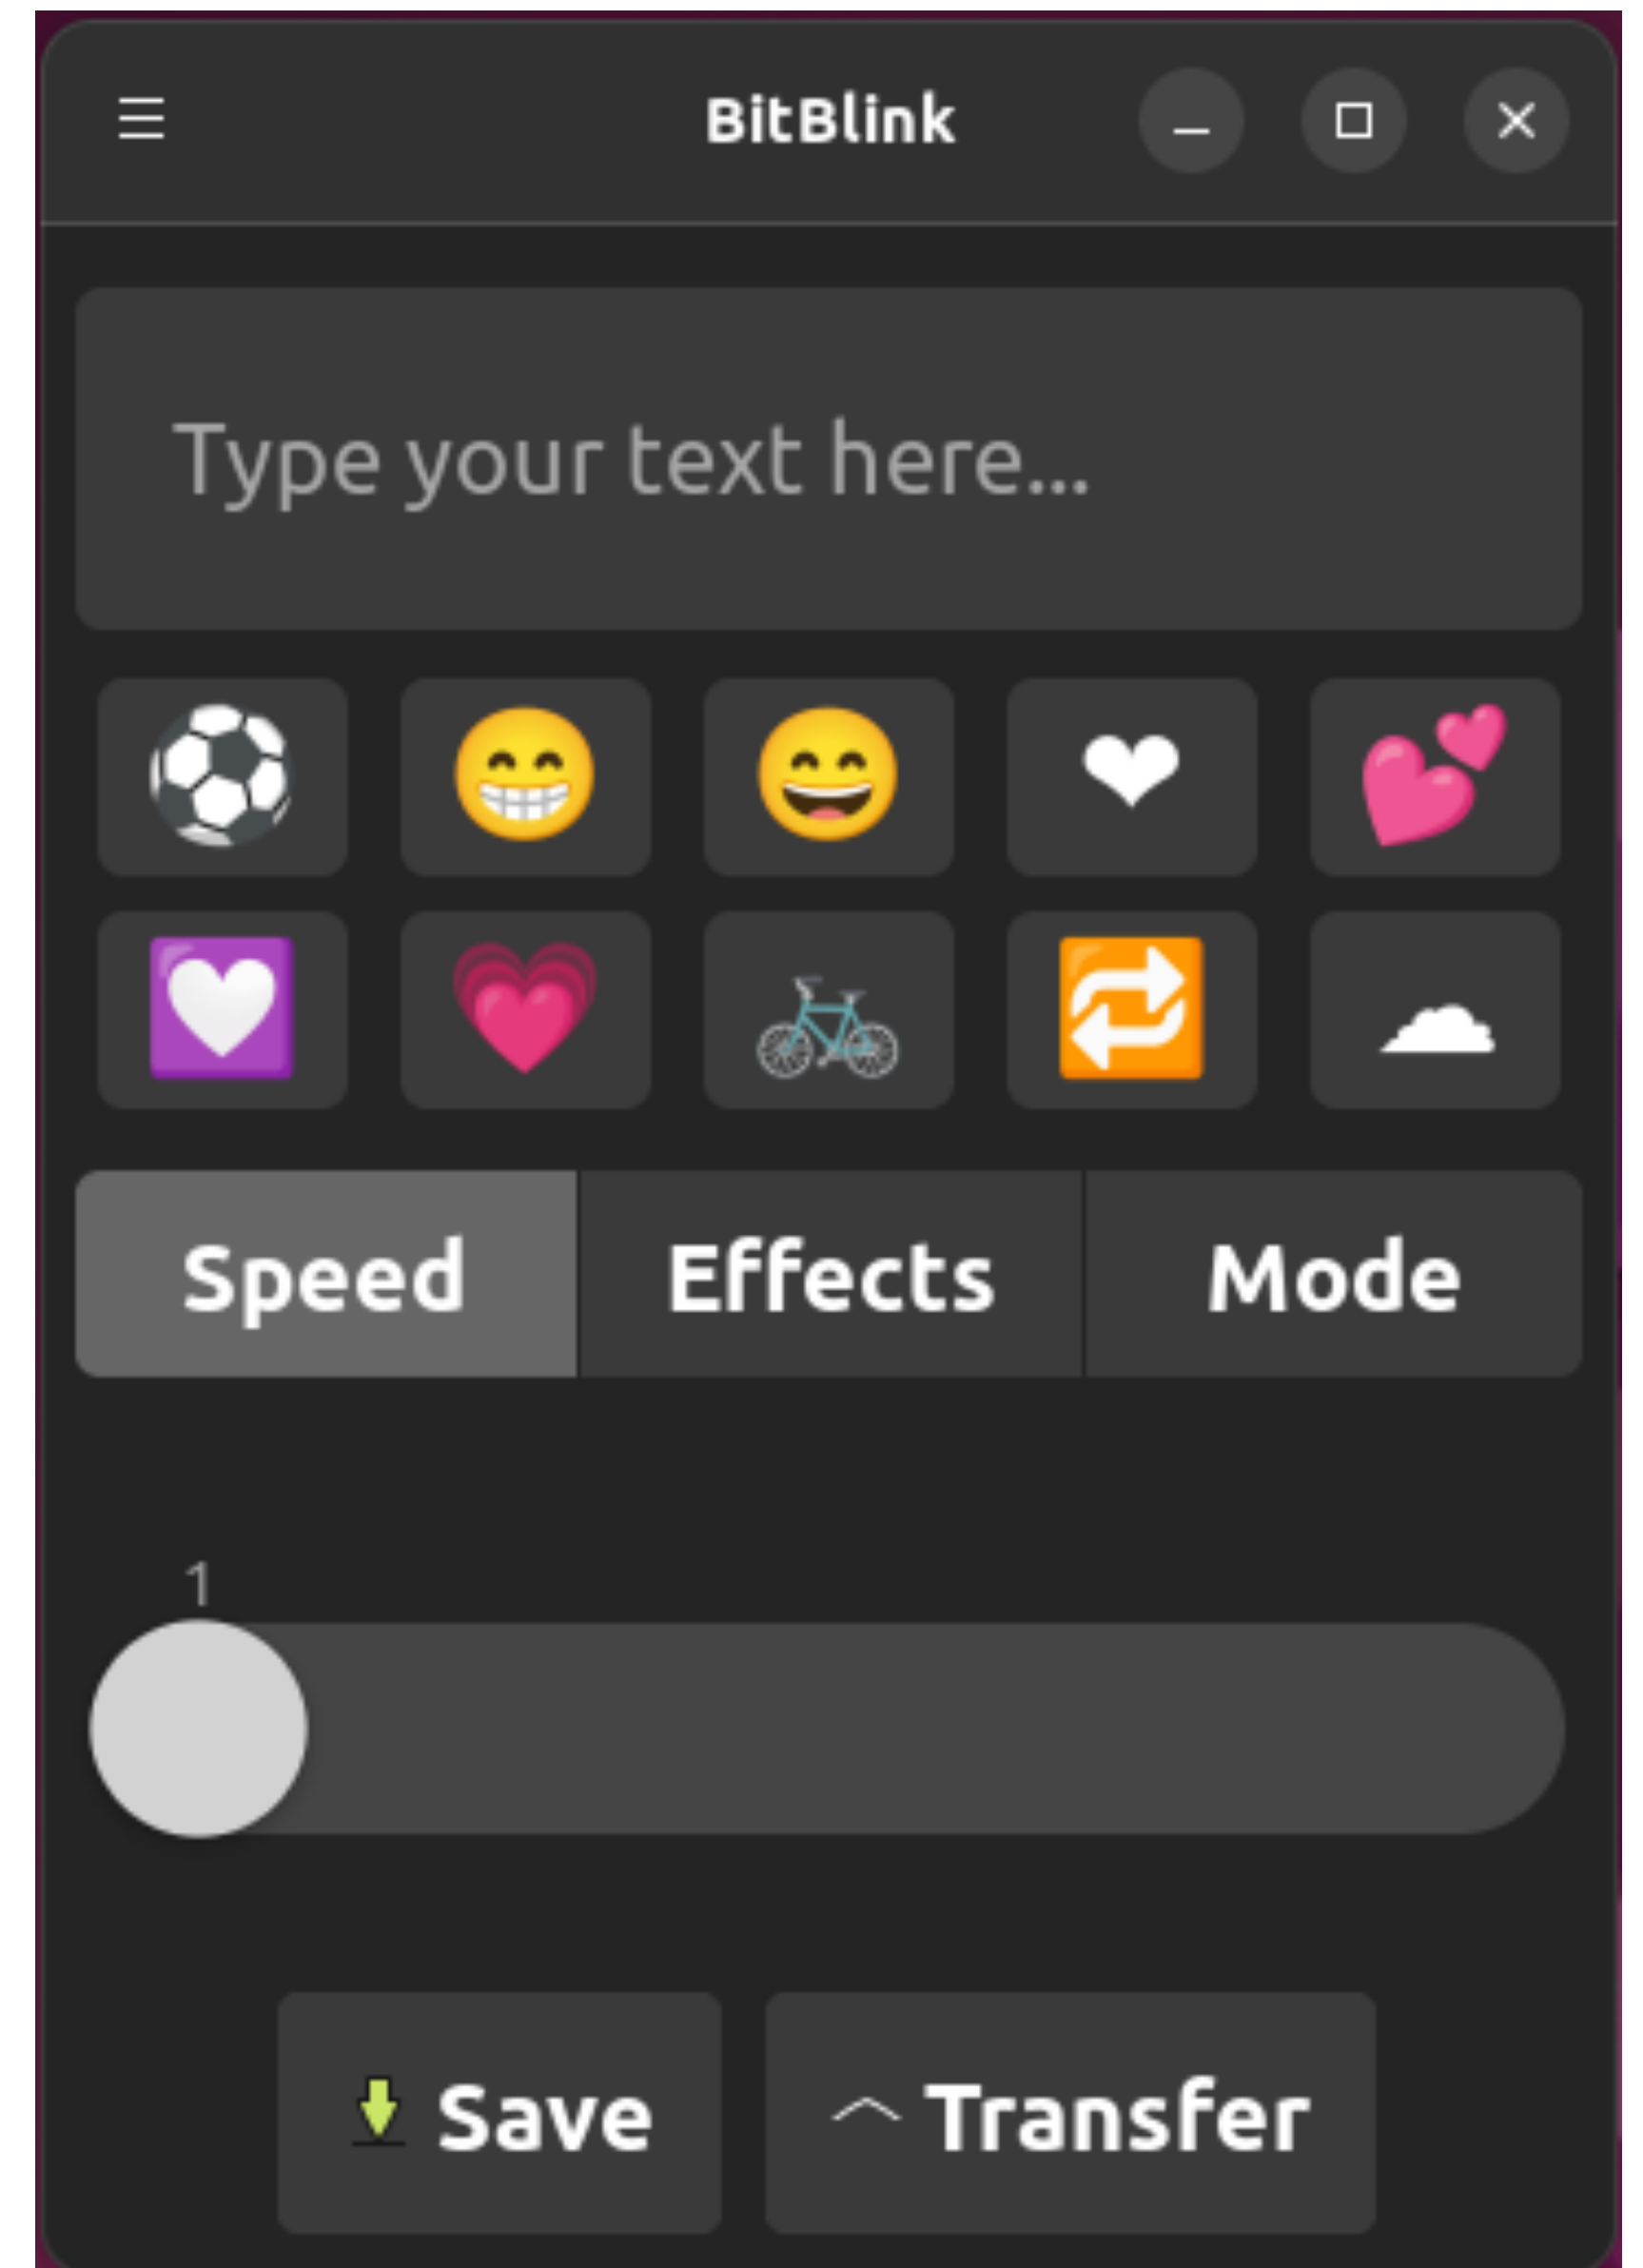 BitBlink
Type your text here...
Speed Effects Mode
1
Save Transfer